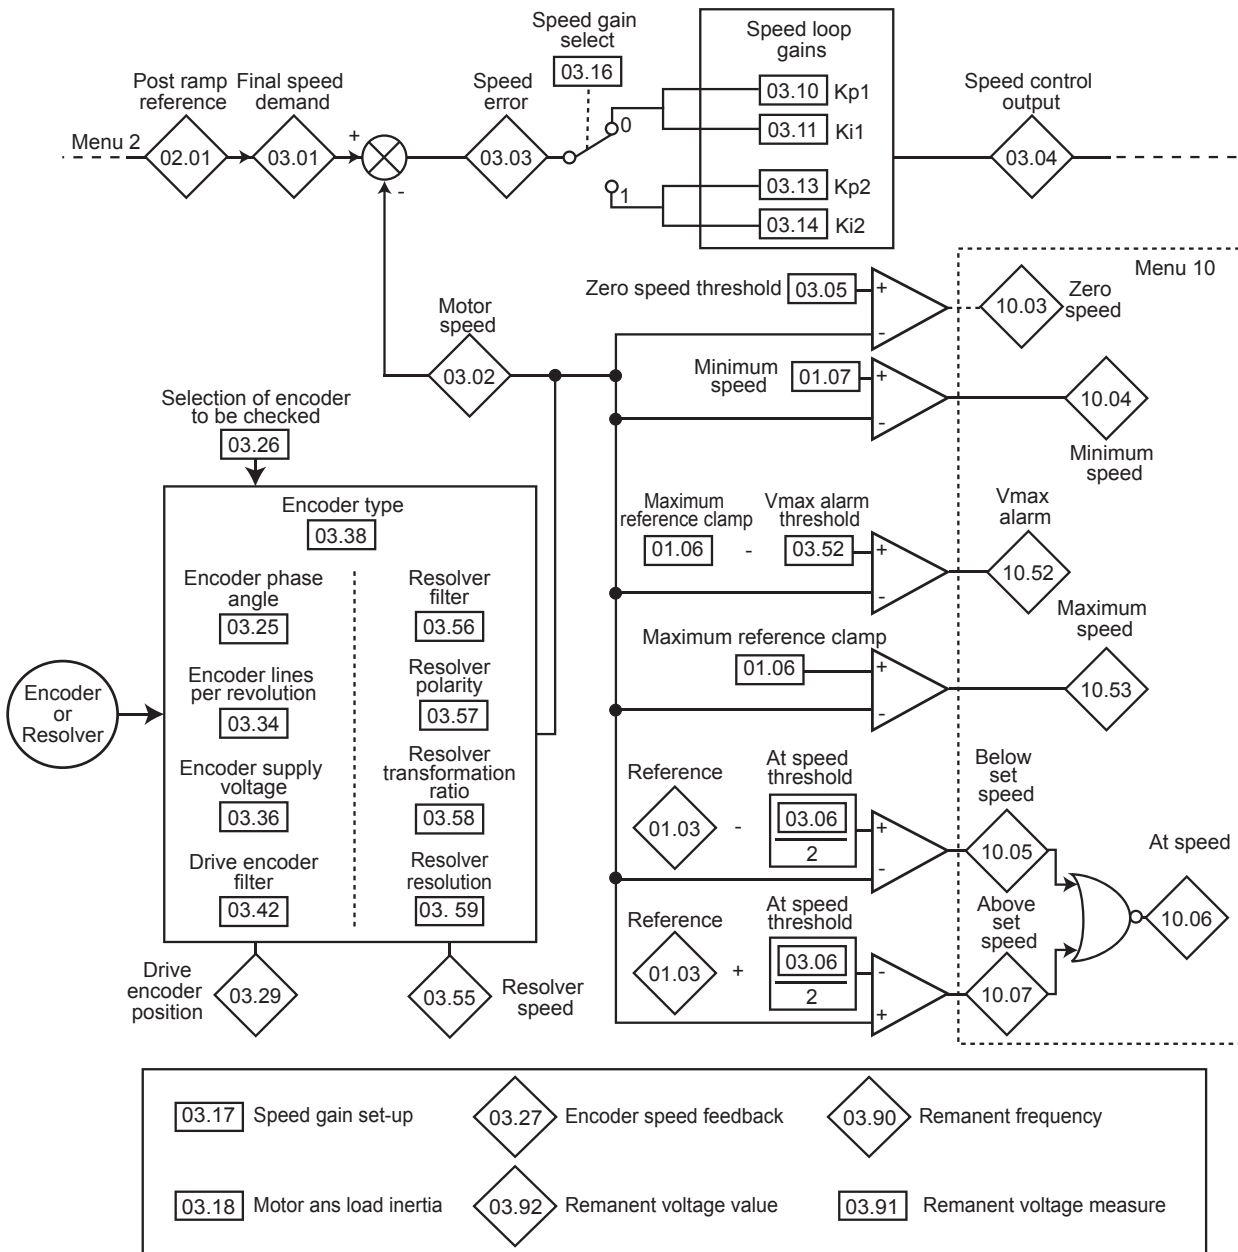 Speed gain
select
03.16
Speed loop
gains
Post ramp
reference
Final speed
demand
Speed
error
Speed control
output
Menu 2
02.01
03.01
+
-
03.03
0
1
03.10 Kp1
03.11 Ki1
03.13 Kp2
03.14 Ki2
03.04
Menu 10
Zero speed threshold 03.05
+
-
10.03
Zero
speed
Motor
speed
03.02
Minimum
speed
01.07
+
-
10.04
Minimum
speed
Selection of encoder
to be checked
03.26
Encoder type
03.38
Maximum
reference clamp
01.06
-
Vmax alarm
threshold
03.52
+
-
Vmax
alarm
10.52
Encoder phase
angle
03.25
Resolver
filter
03.56
Maximum reference clamp
01.06
+
-
Maximum
speed
10.53
Encoder
or
Resolver
Encoder lines
per revolution
03.34
Resolver
polarity
03.57
Encoder supply
voltage
03.36
Resolver
transformation
ratio
03.58
Drive encoder
filter
03.42
Resolver
resolution
03. 59
Reference
01.03
-
At speed
threshold
03.06
2
+
-
Below
set
speed
10.05
At speed
10.06
Reference
01.03
+
At speed
threshold
03.06
2
-
+
Above
set
speed
10.07
Drive
encoder
position
03.29
03.55
Resolver
speed
03.17 Speed gain set-up
03.27 Encoder speed feedback
03.90 Remanent frequency
03.18 Motor ans load inertia
03.92 Remanent voltage value
03.91 Remanent voltage measure